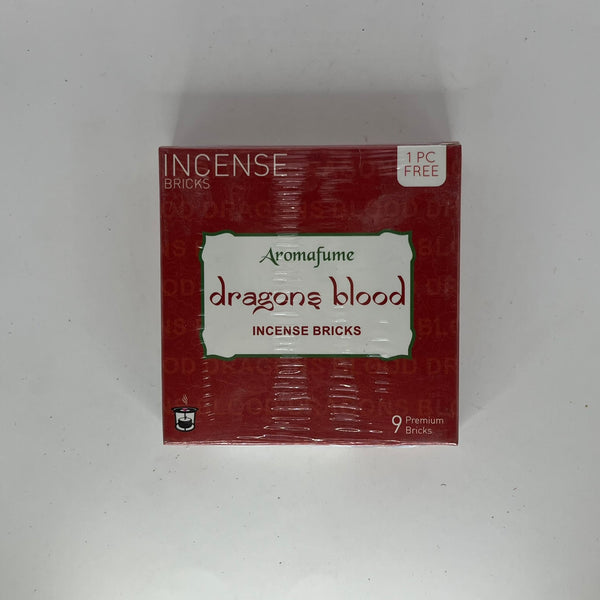 INCENSE
BRICKS
1 PC
FREE
Aromafume
dragons blood
INCENSE BRICKS
9 Premium
Bricks